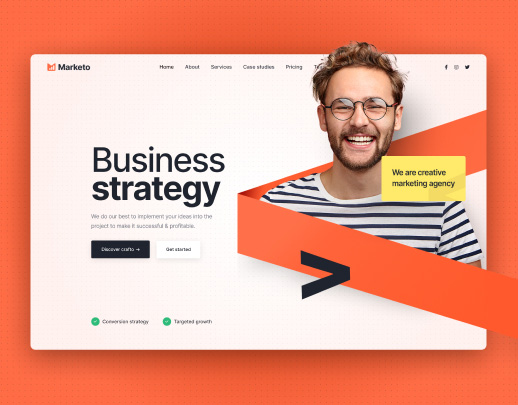 Marketo
Home About Services Case studies Pricing
We are creative
marketing agency
Business
strategy
We do our best to implement your ideas into the
project to make it successful & profitable.
Discover crafto → Get started
Conversion strategy Targeted growth